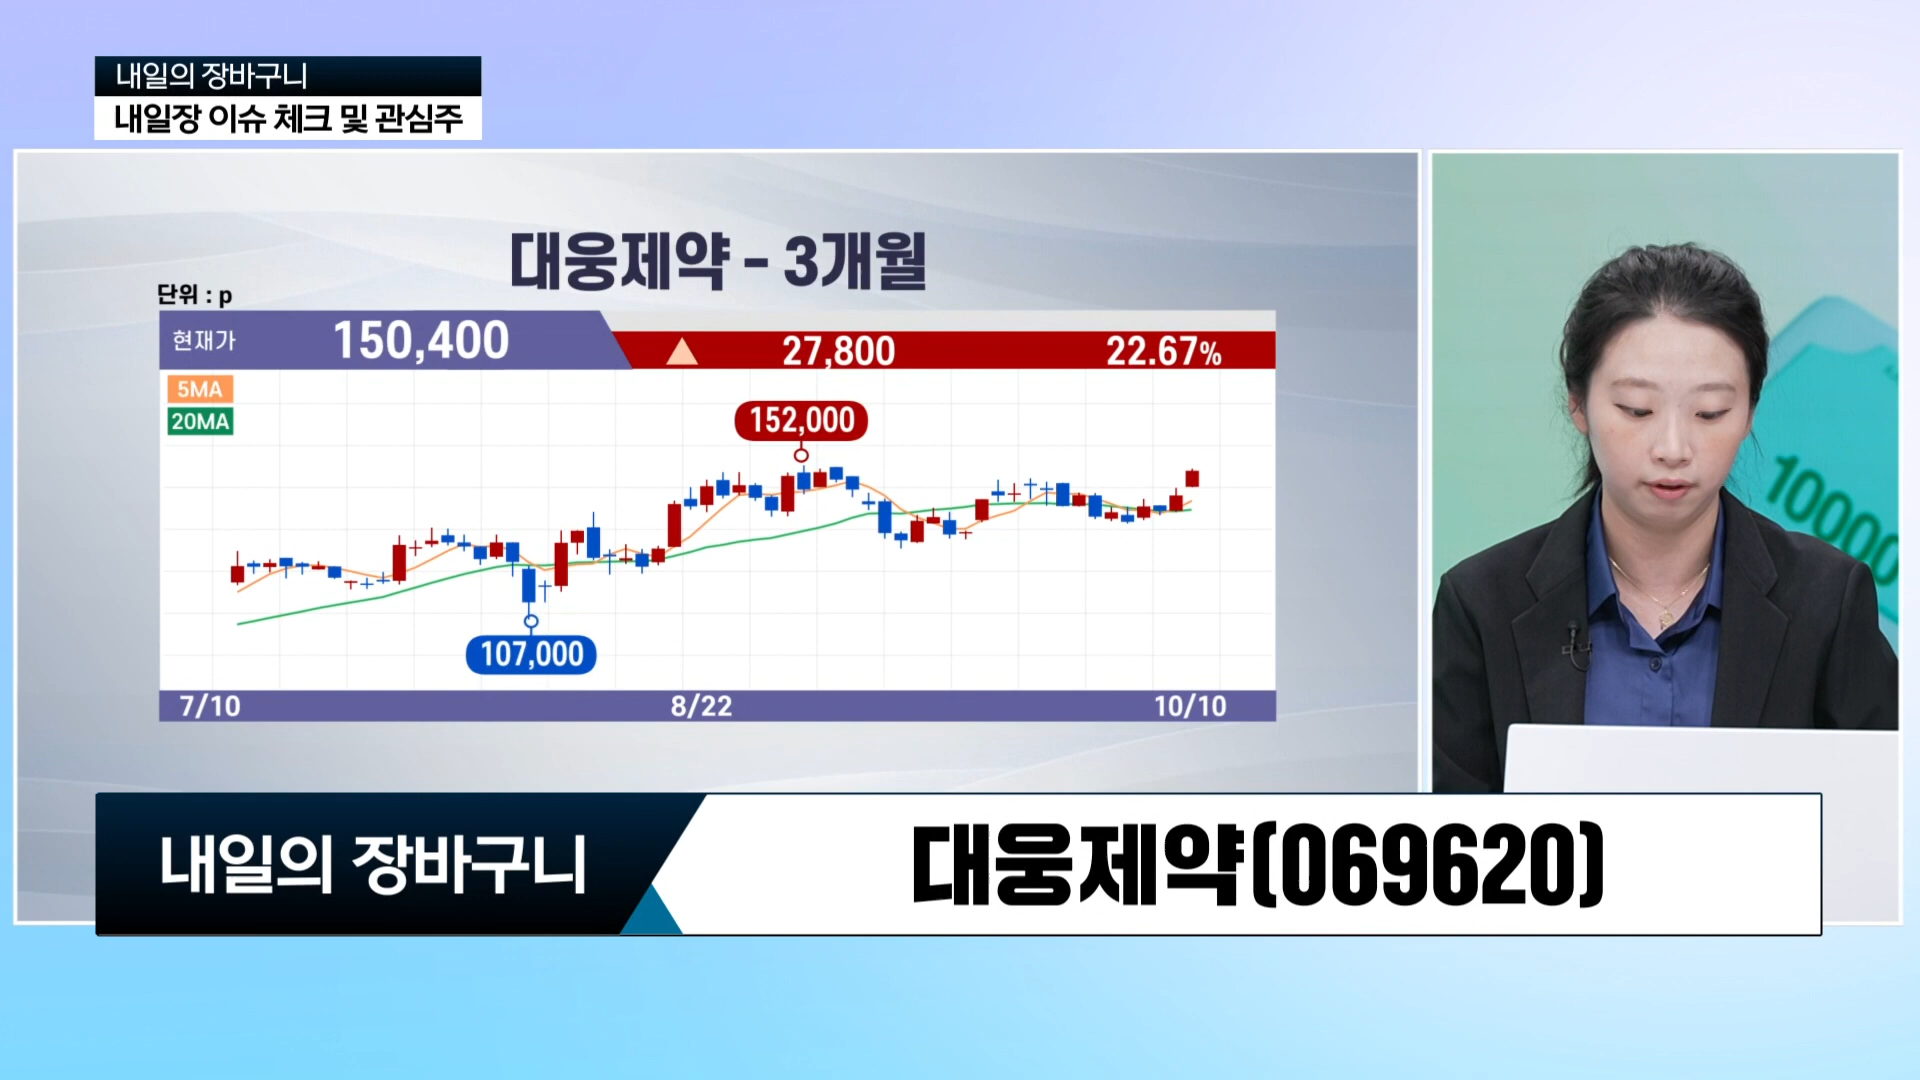 내일의 장바구니
내일장 이슈 체크 및 관심주
대웅제약 - 3개월
단위 : p
현재가 150,400 ▲ 27,800 22.67%
5MA
20MA
152,000
107,000
7/10 8/22 10/10
10000
내일의 장바구니 대웅제약(069620)